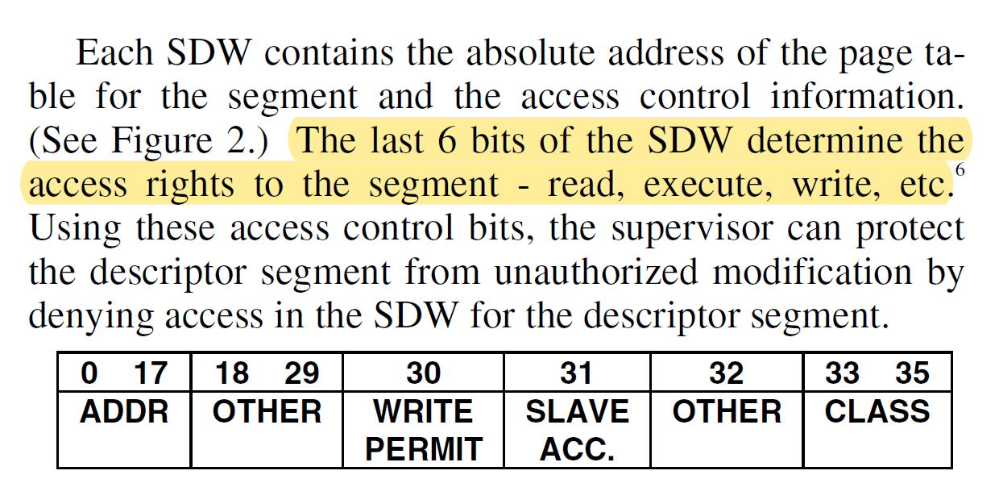 Each SDW contains the absolute address of the page ta-
ble for the segment and the access control information.
(See Figure 2.) The last 6 bits of the SDW determine the
access rights to the segment - read, execute, write, etc.6
Using these access control bits, the supervisor can protect
the descriptor segment from unauthorized modification by
denying access in the SDW for the descriptor segment.
0 17 18 29 30 31 32 33 35
ADDR OTHER WRITE SLAVE OTHER CLASS
PERMIT ACC.